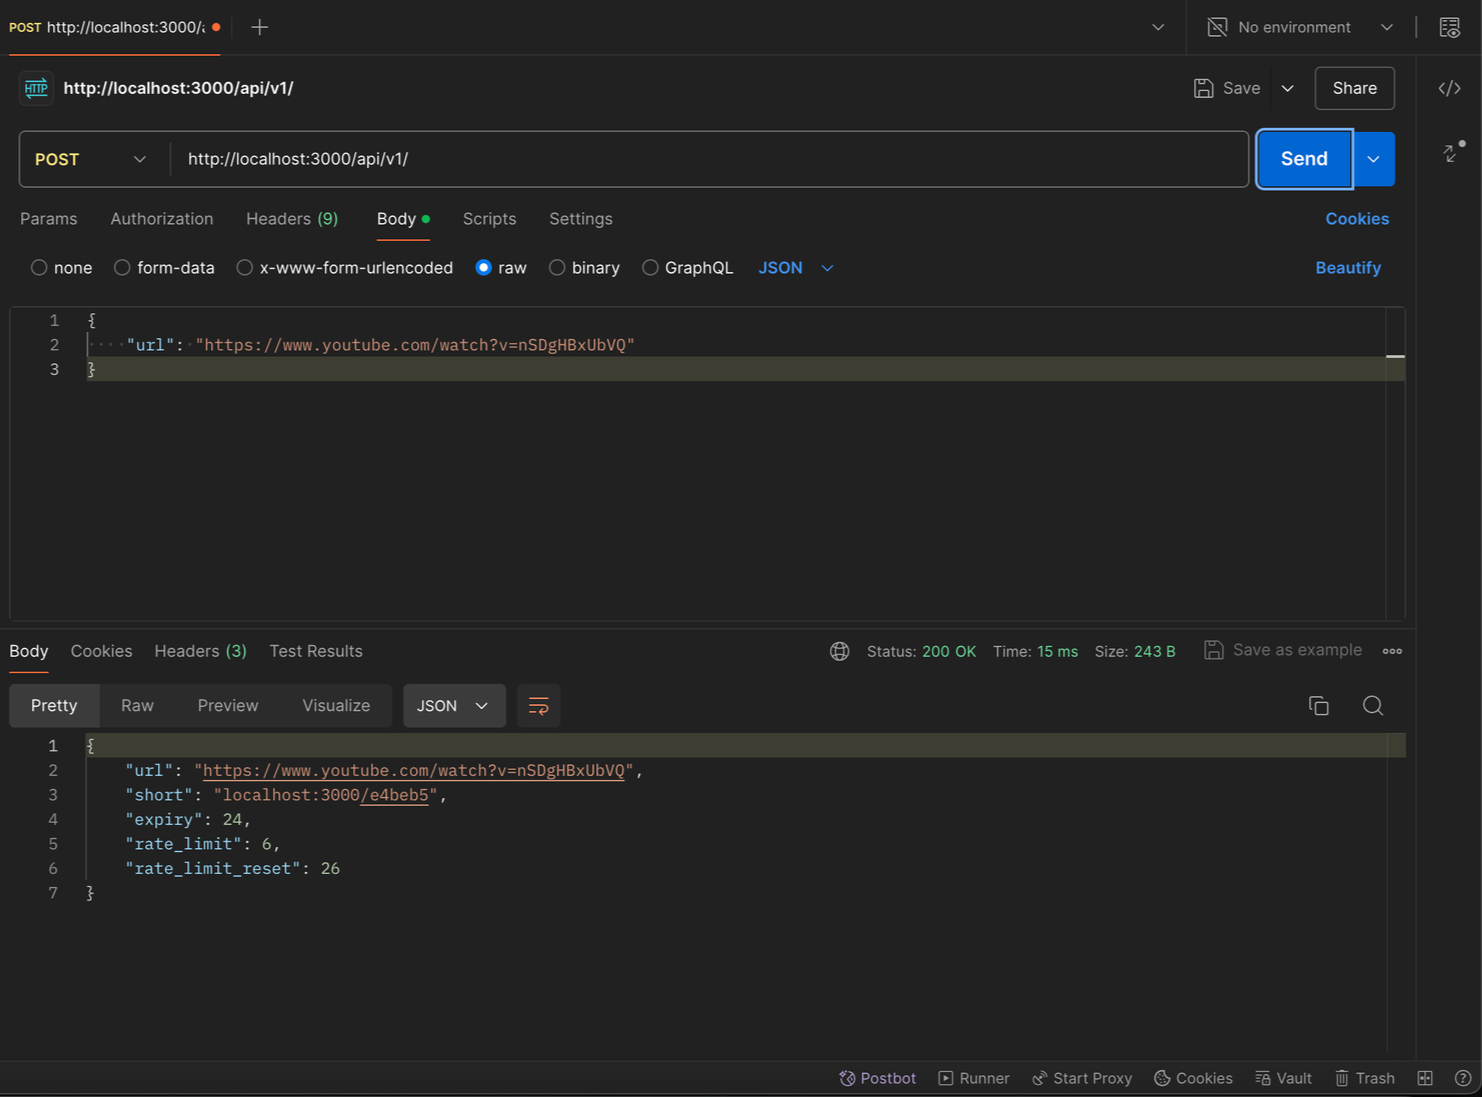 POST http://localhost:3000/a
No environment
HTTP http://localhost:3000/api/v1/
Save
Share
POST http://localhost:3000/api/v1/
Send
Params Authorization Headers (9) Body Scripts Settings Cookies
none form-data x-www-form-urlencoded raw binary GraphQL JSON Beautify
1 {
2 "url": "https://www.youtube.com/watch?v=nSDgHBxUbVQ"
3 }
Body Cookies Headers (3) Test Results Status: 200 OK Time: 15 ms Size: 243 B Save as example
Pretty Raw Preview Visualize JSON
1 {
2 "url": "https://www.youtube.com/watch?v=nSDgHBxUbVQ",
3 "short": "localhost:3000/e4beb5",
4 "expiry": 24,
5 "rate_limit": 6,
6 "rate_limit_reset": 26
7 }
Postbot Runner Start Proxy Cookies Vault Trash